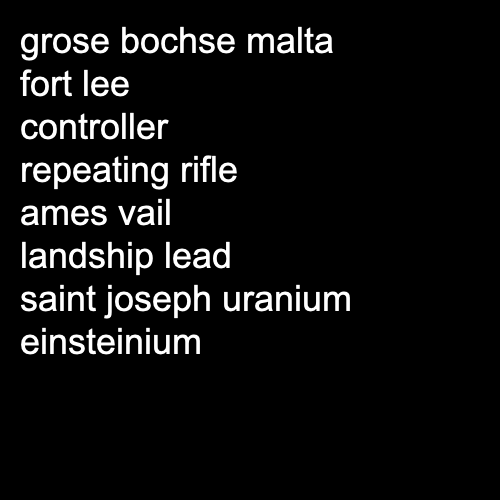 grose bochse malta
fort lee
controller
repeating rifle
ames vail
landship lead
saint joseph uranium
einsteinium